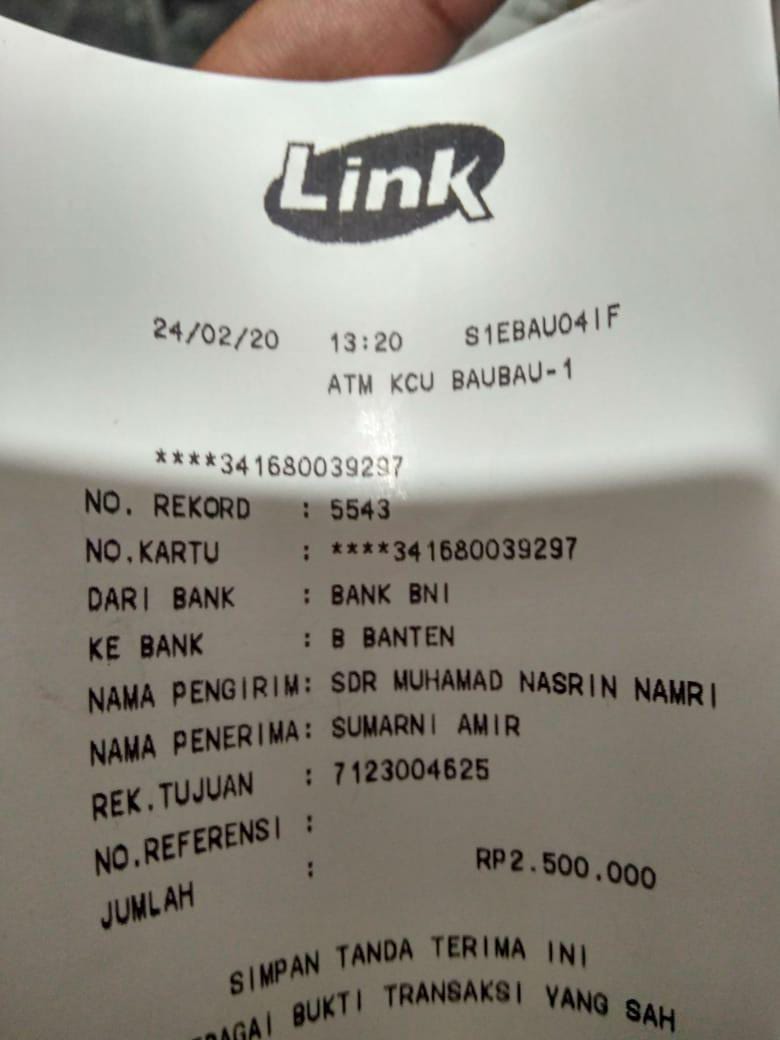 Link
24/02/20 13:20 S1EBAU04IF
ATM KCU BAUBAU-1
****341680039297
NO. REKORD : 5543
NO.KARTU : ****341680039297
DARI BANK : BANK BNI
KE BANK : B BANTEN
NAMA PENGIRIM: SDR MUHAMAD NASRIN NAMRI
NAMA PENERIMA: SUMARNI AMIR
REK.TUJUAN : 7123004625
NO.REFERENSI :
JUMLAH : RP2.500.000
SIMPAN TANDA TERIMA INI
BUKTI TRANSAKSI YANG SAH